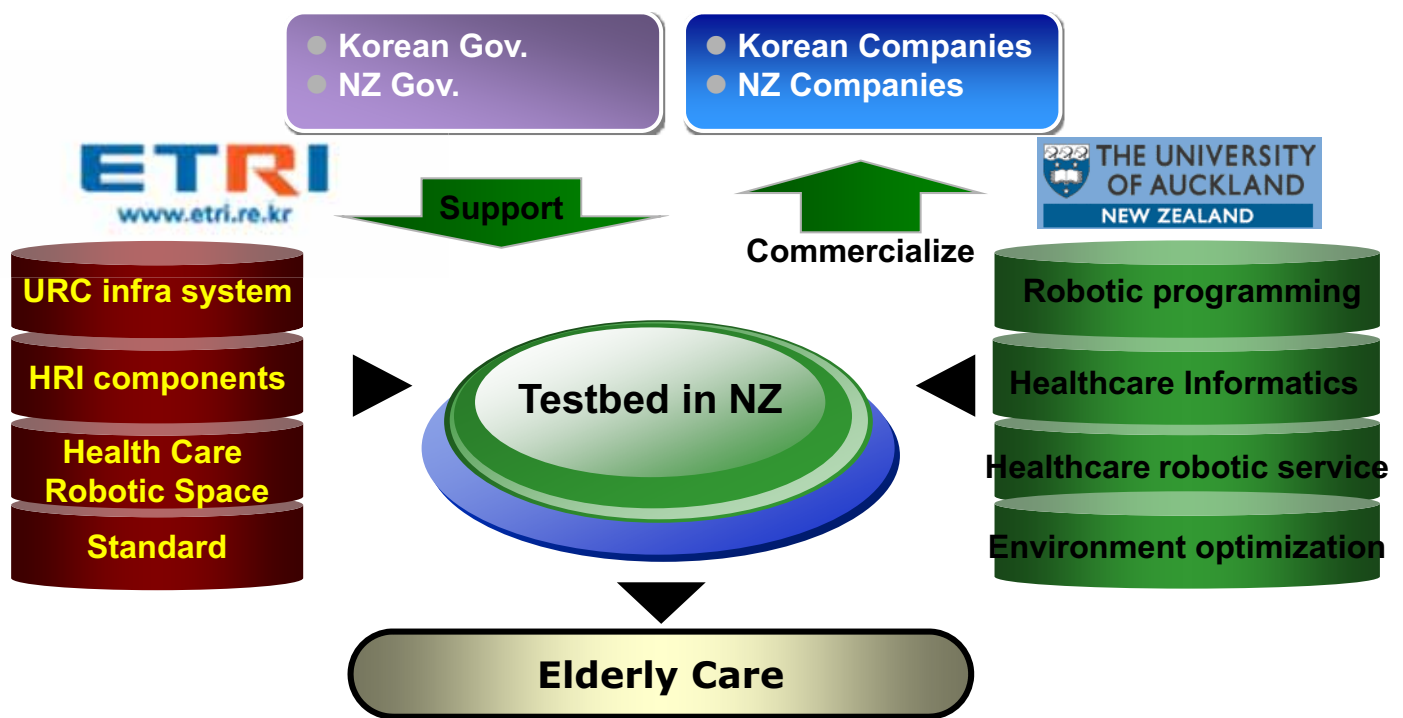 Korean Gov.
NZ Gov.
Korean Companies
NZ Companies
ETRI
www.etri.re.kr
THE UNIVERSITY
OF AUCKLAND
NEW ZEALAND
Support
Commercialize
URC infra system
HRI components
Health Care
Robotic Space
Standard
Testbed in NZ
Robotic programming
Healthcare Informatics
Healthcare robotic service
Environment optimization
Elderly Care